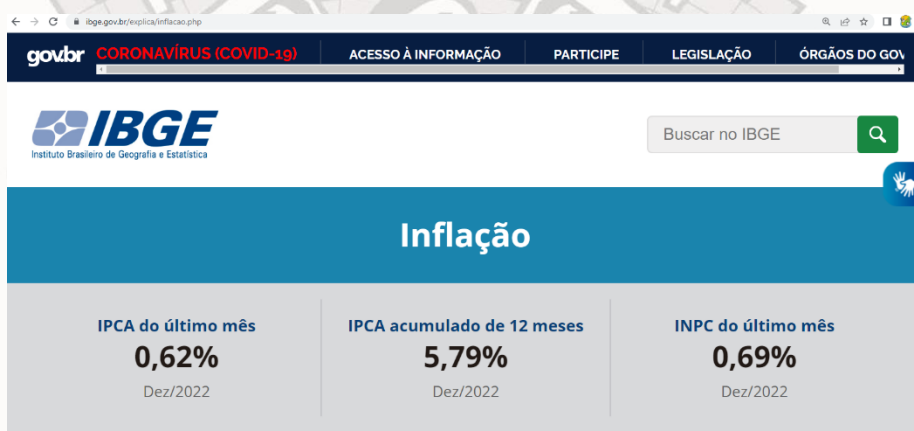 ibge.gov.br/explica/inflacao.php
govbr CORONAVÍRUS (COVID-19) ACESSO À INFORMAÇÃO PARTICIPE LEGISLAÇÃO ÓRGÃOS DO GOV
IBGE
Instituto Brasileiro de Geografia e Estatística
Buscar no IBGE
Inflação
IPCA do último mês
0,62%
Dez/2022
IPCA acumulado de 12 meses
5,79%
Dez/2022
INPC do último mês
0,69%
Dez/2022